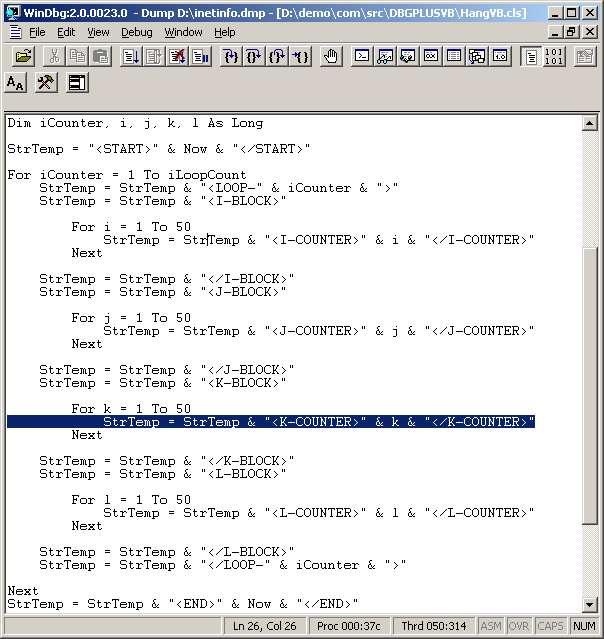 WinDbg:2.0.0023.0 - Dump D:\inetinfo.dmp - [D:\demo\com\src\DBGPLUSVB\HangVB.cls]
File Edit View Debug Window Help
101
101
AA
Dim iCounter, i, j, k, l As Long
StrTemp = "<START>" & Now & "</START>"
For iCounter = 1 To iLoopCount
StrTemp = StrTemp & "<LOOP-" & iCounter & ">"
StrTemp = StrTemp & "<I-BLOCK>"
For i = 1 To 50
StrTemp = StrTemp & "<I-COUNTER>" & i & "</I-COUNTER>"
Next
StrTemp = StrTemp & "</I-BLOCK>"
StrTemp = StrTemp & "<J-BLOCK>"
For j = 1 To 50
StrTemp = StrTemp & "<J-COUNTER>" & j & "</J-COUNTER>"
Next
StrTemp = StrTemp & "</J-BLOCK>"
StrTemp = StrTemp & "<K-BLOCK>"
For k = 1 To 50
StrTemp = StrTemp & "<K-COUNTER>" & k & "</K-COUNTER>"
Next
StrTemp = StrTemp & "</K-BLOCK>"
StrTemp = StrTemp & "<L-BLOCK>"
For l = 1 To 50
StrTemp = StrTemp & "<L-COUNTER>" & l & "</L-COUNTER>"
Next
StrTemp = StrTemp & "</L-BLOCK>"
StrTemp = StrTemp & "</LOOP-" & iCounter & ">"
Next
StrTemp = StrTemp & "<END>" & Now & "</END>"
Ln 26, Col 26 Proc 000:37c Thrd 050:314 ASM OVR CAPS NUM